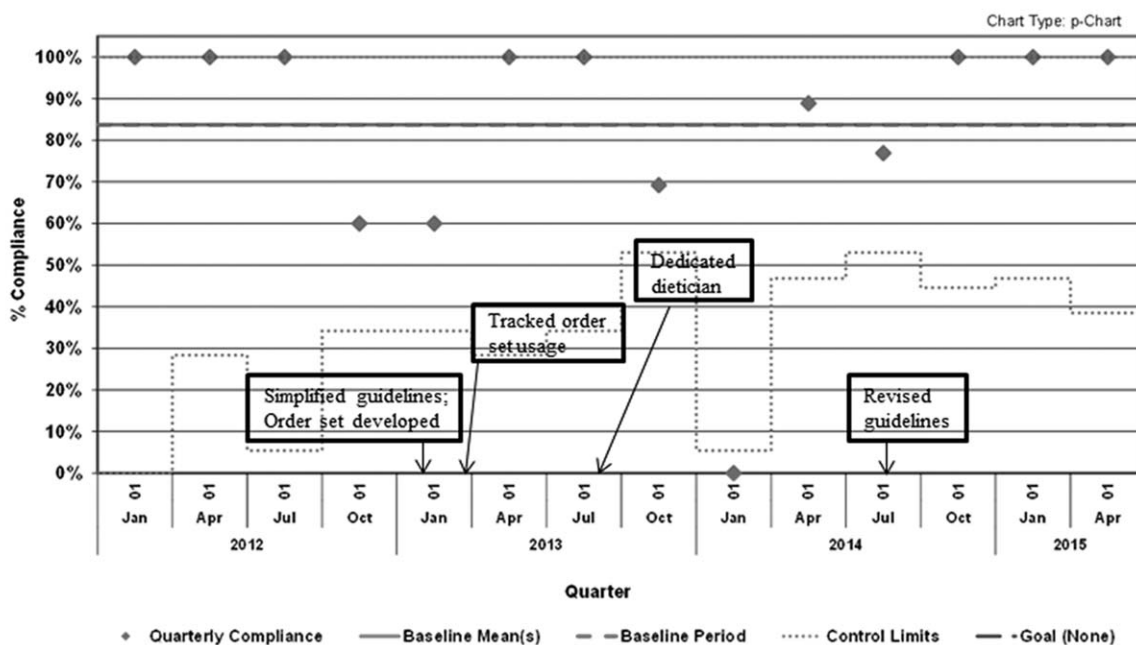 Chart Type: p-Chart
% Compliance
100%
90%
80%
70%
60%
50%
40%
30%
20%
10%
0%
Dedicated
dietician
Tracked order
set usage
Simplified guidelines;
Order set developed
Revised
guidelines
01 01 01 01 01 01 01 01 01 01 01 01 01 01
Jan Apr Jul Oct Jan Apr Jul Oct Jan Apr Jul Oct Jan Apr
2012 2013 2014 2015
Quarter
Quarterly Compliance Baseline Mean(s) Baseline Period Control Limits Goal (None)